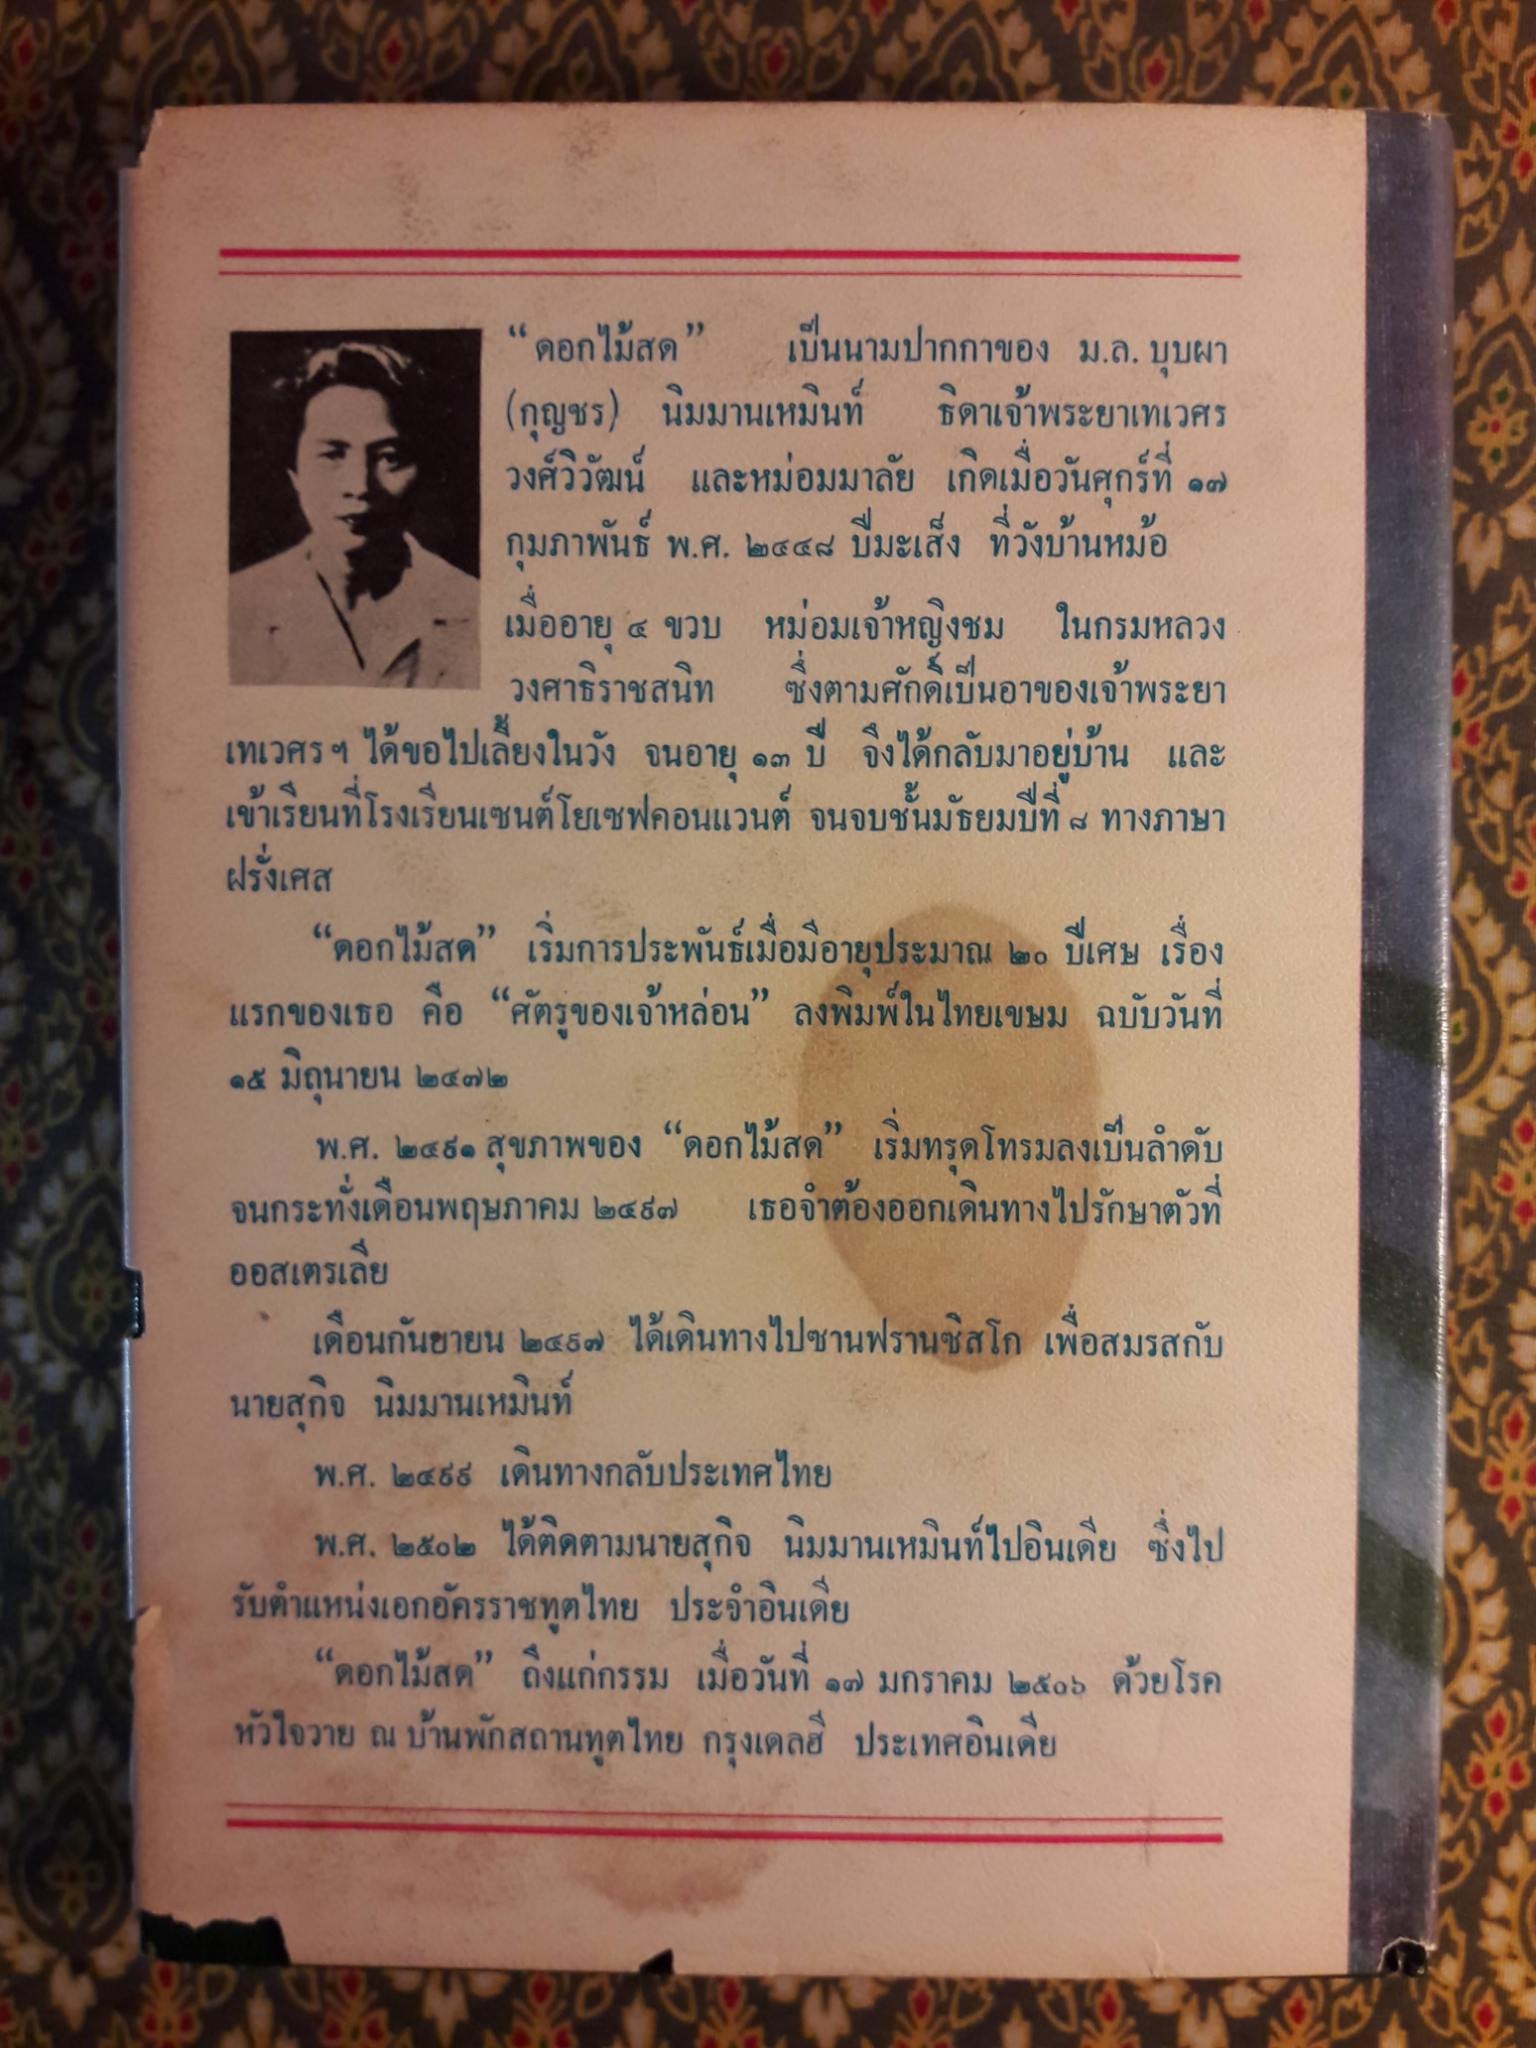 “ดอกไม้สด” เป็นนามปากกาของ ม.ล. บุบผา
(กุญชร) นิมมานเหมินท์ ธิดาเจ้าพระยาเทเวศร
วงศ์วิวัฒน์ และหม่อมมาลัย เกิดเมื่อวันศุกร์ที่ ๑๗
กุมภาพันธ์ พ.ศ. ๒๔๔๘ ปีมะเส็ง ที่วังบ้านหม้อ
เมื่ออายุ ๔ ขวบ หม่อมเจ้าหญิงชม ในกรมหลวง
วงศาธิราชสนิท ซึ่งตามศักดิ์เป็นอาของเจ้าพระยา
เทเวศร ฯ ได้ขอไปเลี้ยงในวัง จนอายุ ๑๓ ปี จึงได้กลับมาอยู่บ้าน และ
เข้าเรียนที่โรงเรียนเซนต์โยเซฟคอนแวนต์ จนจบชั้นมัธยมปีที่ ๘ ทางภาษา
ฝรั่งเศส
“ดอกไม้สด” เริ่มการประพันธ์เมื่อมีอายุประมาณ ๒๐ ปีเศษ เรื่อง
แรกของเธอ คือ “ศัตรูของเจ้าหล่อน” ลงพิมพ์ในไทยเขษม ฉบับวันที่
๑๕ มิถุนายน ๒๔๗๒
พ.ศ. ๒๔๙๑ สุขภาพของ “ดอกไม้สด” เริ่มทรุดโทรมลงเป็นลำดับ
จนกระทั่งเดือนพฤษภาคม ๒๔๙๗ เธอจำต้องออกเดินทางไปรักษาตัวที่
ออสเตรเลีย
เดือนกันยายน ๒๔๙๗ ได้เดินทางไปซานฟรานซิสโก เพื่อสมรสกับ
นายสุกิจ นิมมานเหมินท์
พ.ศ. ๒๔๙๙ เดินทางกลับประเทศไทย
พ.ศ. ๒๕๐๒ ได้ติดตามนายสุกิจ นิมมานเหมินท์ไปอินเดีย ซึ่งไป
รับตำแหน่งเอกอัครราชทูตไทย ประจำอินเดีย
“ดอกไม้สด” ถึงแก่กรรม เมื่อวันที่ ๑๗ มกราคม ๒๕๐๖ ด้วยโรค
หัวใจวาย ณ บ้านพักสถานทูตไทย กรุงเดลฮี ประเทศอินเดีย